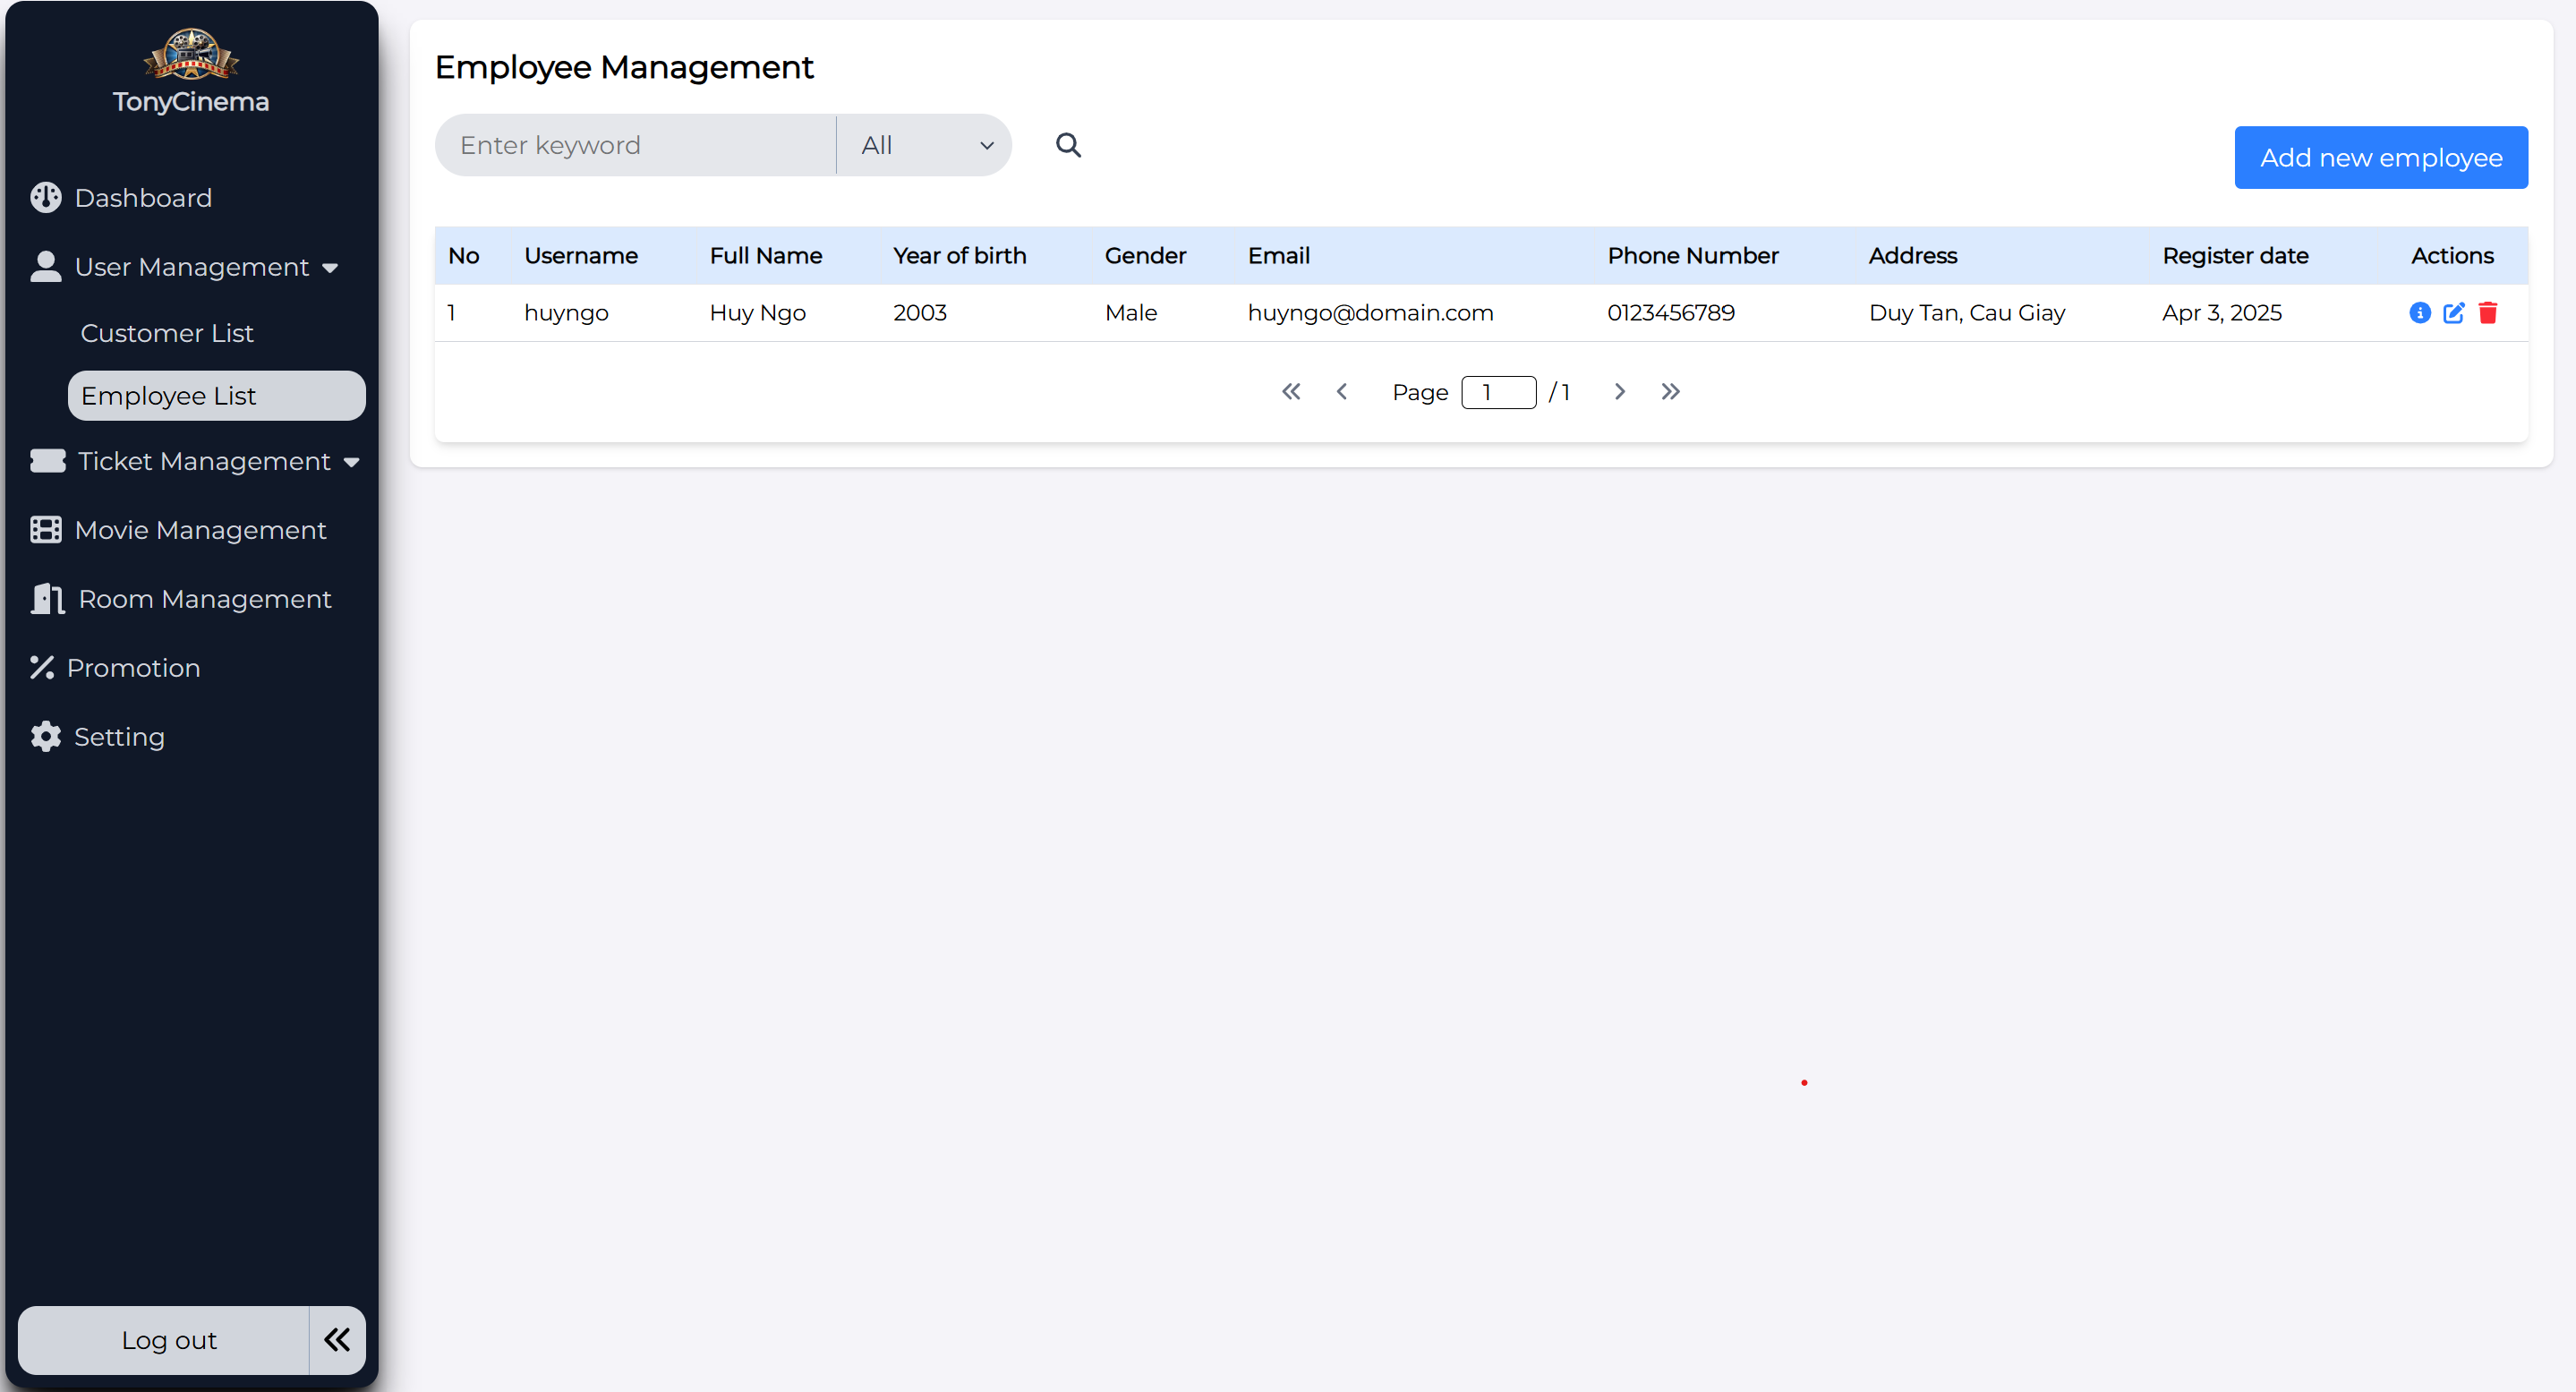 TonyCinema
Dashboard
User Management
Customer List
Employee List
Ticket Management
Movie Management
Room Management
Promotion
Setting
Log out
Employee Management
Enter keyword All
Add new employee
No Username Full Name Year of birth Gender Email Phone Number Address Register date Actions
1 huyngo Huy Ngo 2003 Male huyngo@domain.com 0123456789 Duy Tan, Cau Giay Apr 3, 2025
Page 1 / 1